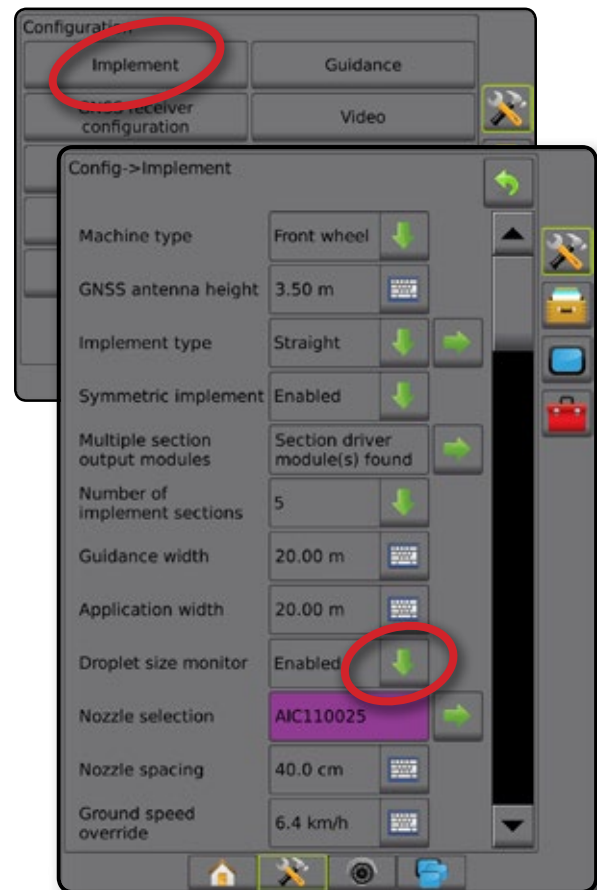 Configuration
Implement
Guidance
GNSS receiver
configuration
Video
Config->Implement
Machine type
Front wheel
GNSS antenna height
3.50 m
Implement type
Straight
Symmetric implement
Enabled
Multiple section
output modules
Section driver
module(s) found
Number of
implement sections
5
Guidance width
20.00 m
Application width
20.00 m
Droplet size monitor
Enabled
Nozzle selection
AIC110025
Nozzle spacing
40.0 cm
Ground speed
override
6.4 km/h